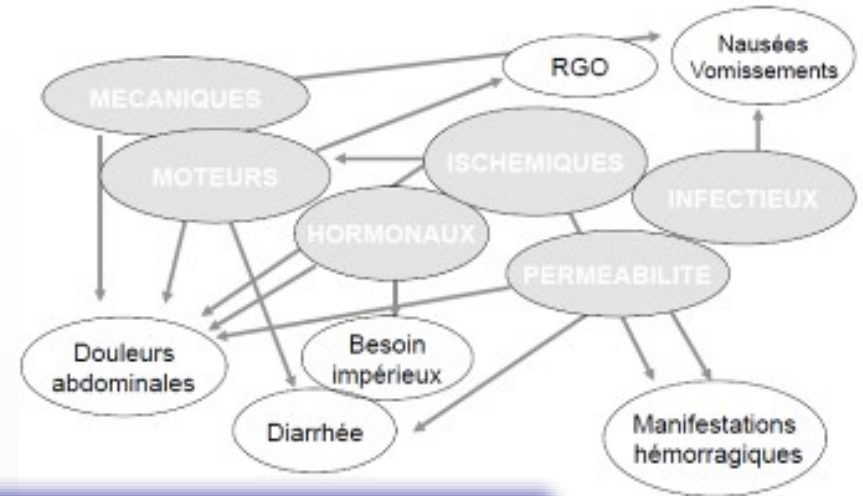 Nausées
Vomissements
RGO
MECANIQUES
MOTEURS
ISCHEMIQUES
INFECTIEUX
HORMONAUX
PERMEABILITE
Douleurs
abdominales
Besoin
impérieux
Diarrhée
Manifestations
hémorragiques